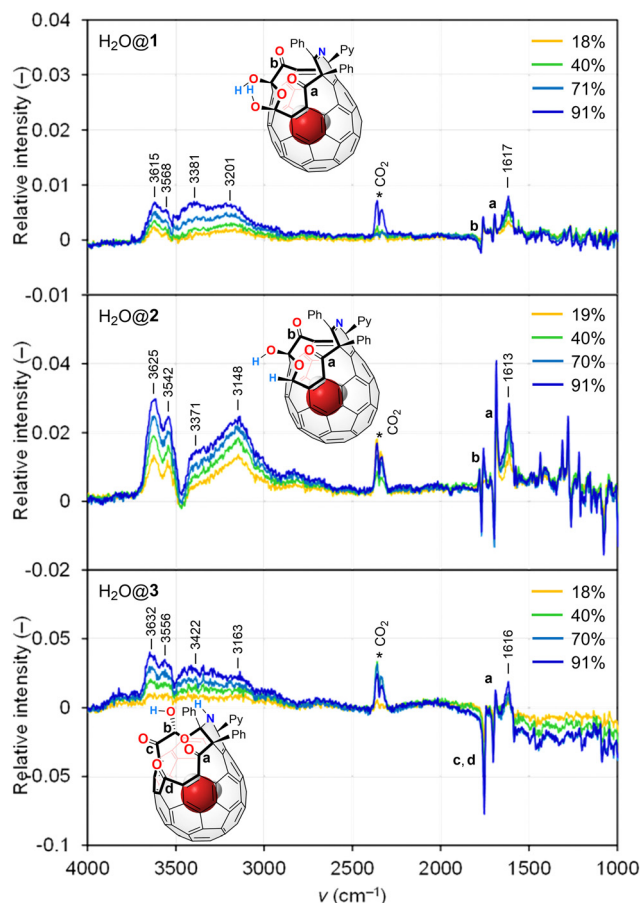 0.04
0.03
0.02
0.01
0
-0.01
Relative intensity (–)
H₂O@1
18%
40%
71%
91%
b
O
N
Py
Ph
Ph
H
H
O
O
O
O
a
3615
3568
3381
3201
* CO₂
b
a
1617
0.04
0.02
0
-0.02
Relative intensity (–)
H₂O@2
19%
40%
70%
91%
Ph
N
Py
Ph
b
O
O
O
O
H
H
a
3625
3542
3371
3148
* CO₂
b
a
1613
0.05
0
-0.05
-0.1
Relative intensity (–)
H₂O@3
18%
40%
70%
91%
3632
3556
3422
3163
* CO₂
a
1616
c, d
H
O
Ph
H
N
Py
Ph
b
O
O
c
O
O
a
O
d
4000
3500
3000
2500
2000
1500
1000
ν (cm⁻¹)